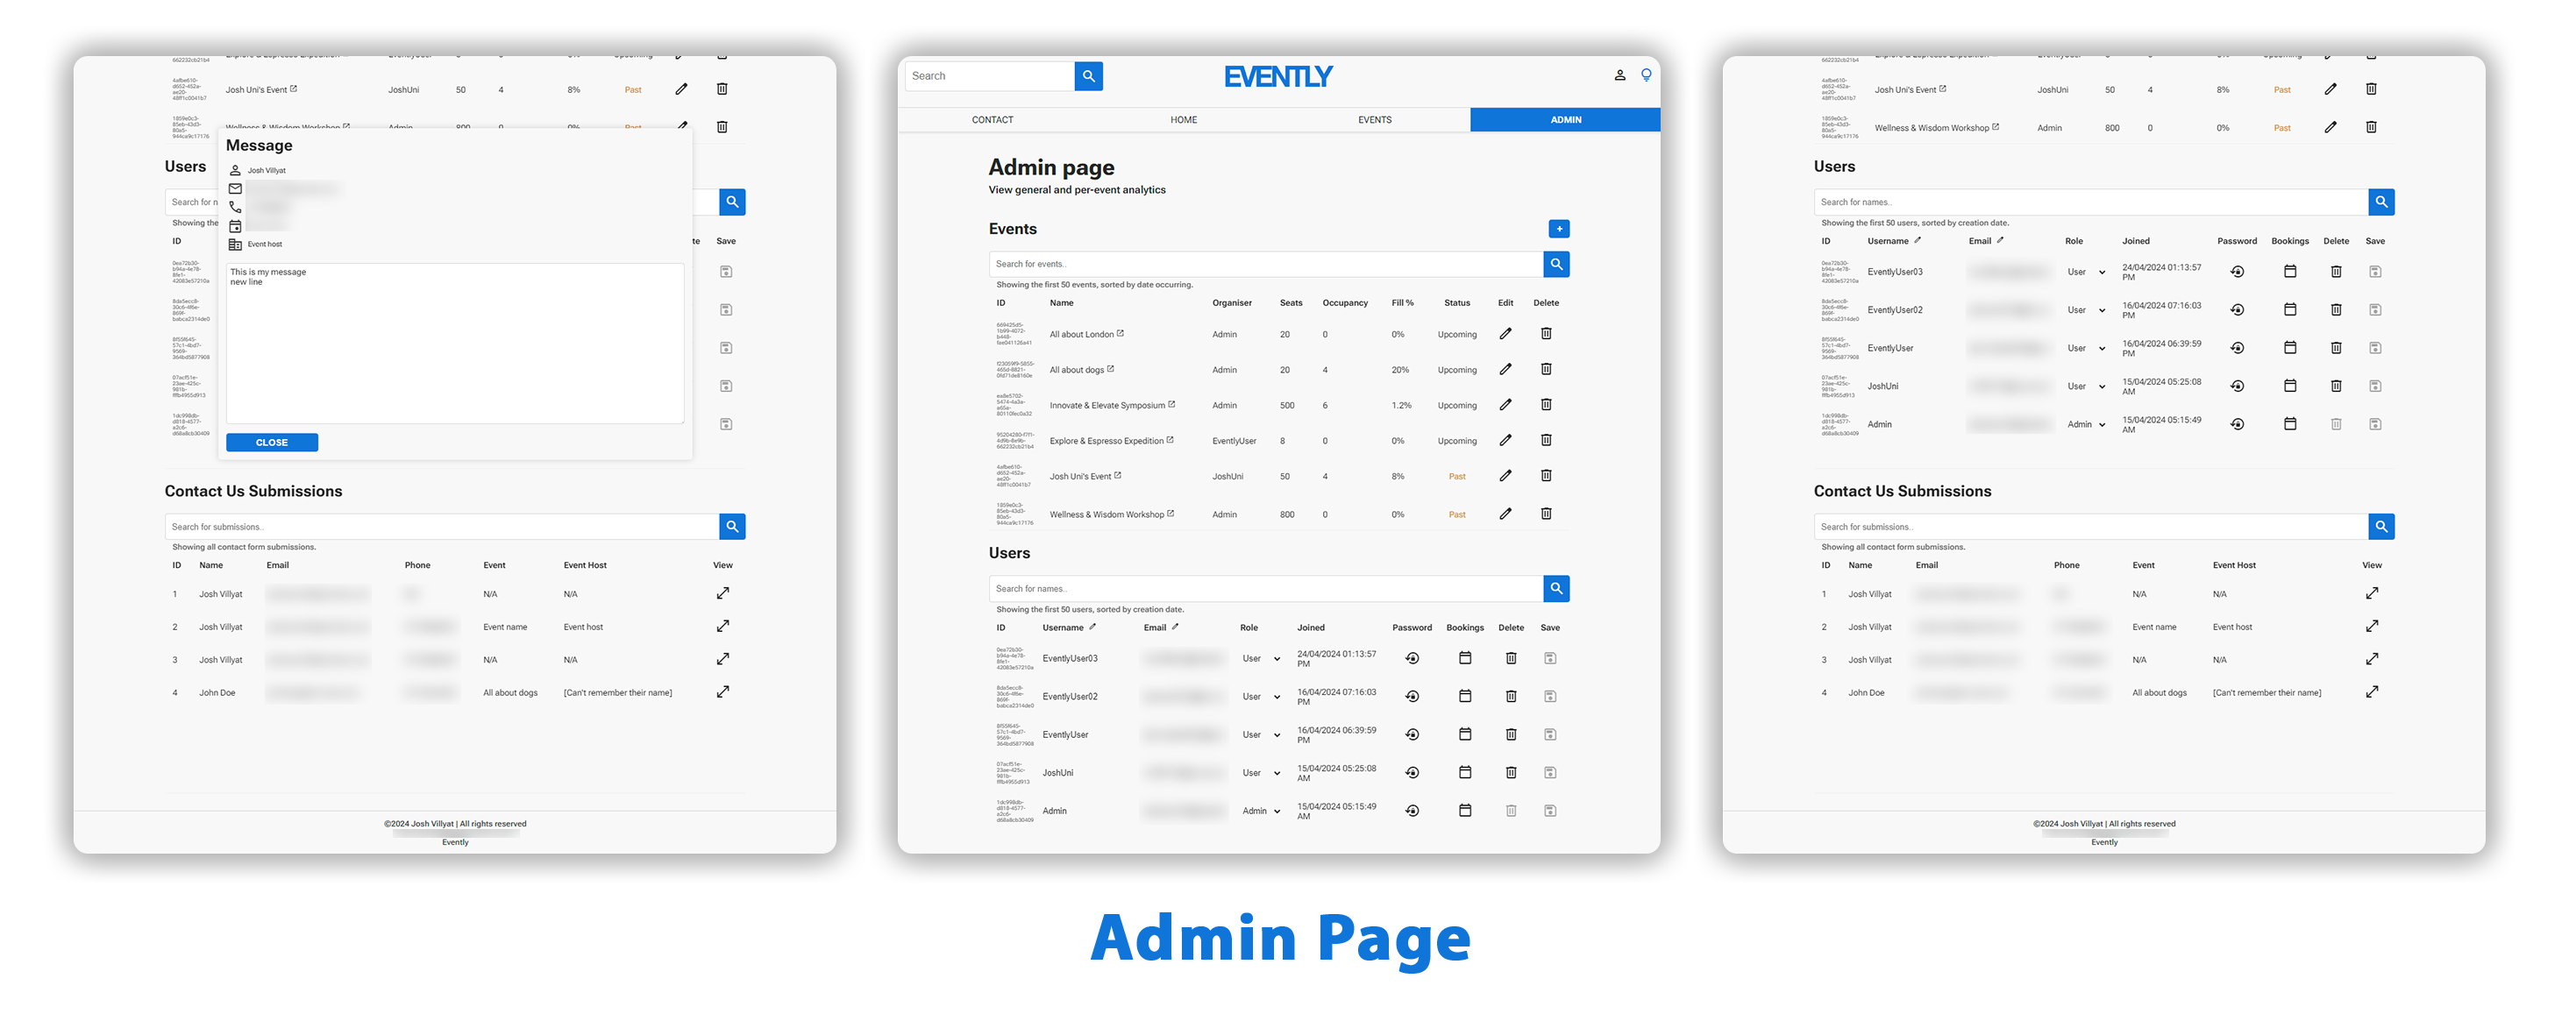 4afbe610-
d652-452a-
ae20-
48ff1c0041b7
Josh Uni's Event JoshUni 50 4 8% Past
1859e0c3-
85eb-43d3-
80a5-
944ca9c17176
Message
Josh Villyat
Event host
This is my message
new line
CLOSE
Users
Search for n
Showing the
ID te Save
Contact Us Submissions
Search for submissions..
Showing all contact form submissions.
ID Name Email Phone Event Event Host View
1 Josh Villyat N/A N/A
2 Josh Villyat Event name Event host
3 Josh Villyat N/A N/A
4 John Doe All about dogs [Can't remember their name]
©2024 Josh Villyat | All rights reserved
Evently
Search
EVENTLY
CONTACT HOME EVENTS ADMIN
Admin page
View general and per-event analytics
Events
+
Search for events..
Showing the first 50 events, sorted by date occurring.
ID Name Organiser Seats Occupancy Fill % Status Edit Delete
All about London Admin 20 0 0% Upcoming
All about dogs Admin 20 4 20% Upcoming
Innovate & Elevate Symposium Admin 500 6 1.2% Upcoming
Explore & Espresso Expedition EventlyUser 8 0 0% Upcoming
Josh Uni's Event JoshUni 50 4 8% Past
Wellness & Wisdom Workshop Admin 800 0 0% Past
Users
Search for names..
Showing the first 50 users, sorted by creation date.
ID Username Email Role Joined Password Bookings Delete Save
EventlyUser03 User 24/04/2024 01:13:57 PM
EventlyUser02 User 16/04/2024 07:16:03 PM
EventlyUser User 16/04/2024 06:39:59 PM
JoshUni User 15/04/2024 05:25:08 AM
Admin Admin 15/04/2024 05:15:49 AM
Josh Uni's Event JoshUni 50 4 8% Past
Wellness & Wisdom Workshop Admin 800 0 0% Past
Users
Search for names..
Showing the first 50 users, sorted by creation date.
ID Username Email Role Joined Password Bookings Delete Save
EventlyUser03 User 24/04/2024 01:13:57 PM
EventlyUser02 User 16/04/2024 07:16:03 PM
EventlyUser User 16/04/2024 06:39:59 PM
JoshUni User 15/04/2024 05:25:08 AM
Admin Admin 15/04/2024 05:15:49 AM
Contact Us Submissions
Search for submissions..
Showing all contact form submissions.
ID Name Email Phone Event Event Host View
1 Josh Villyat N/A N/A
2 Josh Villyat Event name Event host
3 Josh Villyat N/A N/A
4 John Doe All about dogs [Can't remember their name]
©2024 Josh Villyat | All rights reserved
Evently
Admin Page